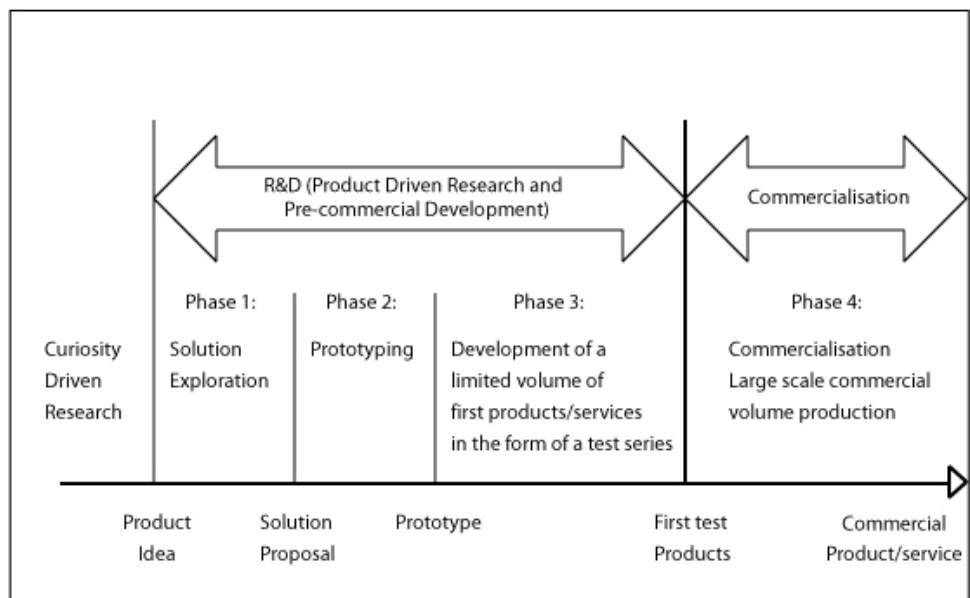 R&D (Product Driven Research and
Pre-commercial Development)
Commercialisation
Curiosity
Driven
Research
Phase 1:
Solution
Exploration
Phase 2:
Prototyping
Phase 3:
Development of a
limited volume of
first products/services
in the form of a test series
Phase 4:
Commercialisation
Large scale commercial
volume production
Product
Idea
Solution
Proposal
Prototype
First test
Products
Commercial
Product/service